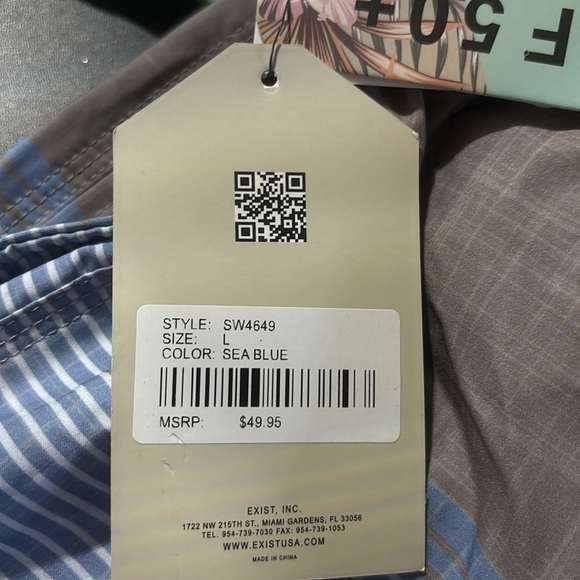 F 50+
STYLE: SW4649
SIZE: L
COLOR: SEA BLUE
MSRP: $49.95
EXIST, INC.
1722 NW 215TH ST., MIAMI GARDENS, FL 33056
TEL. 954-739-7030 FAX: 954-739-1053
WWW.EXISTUSA.COM
MADE IN CHINA